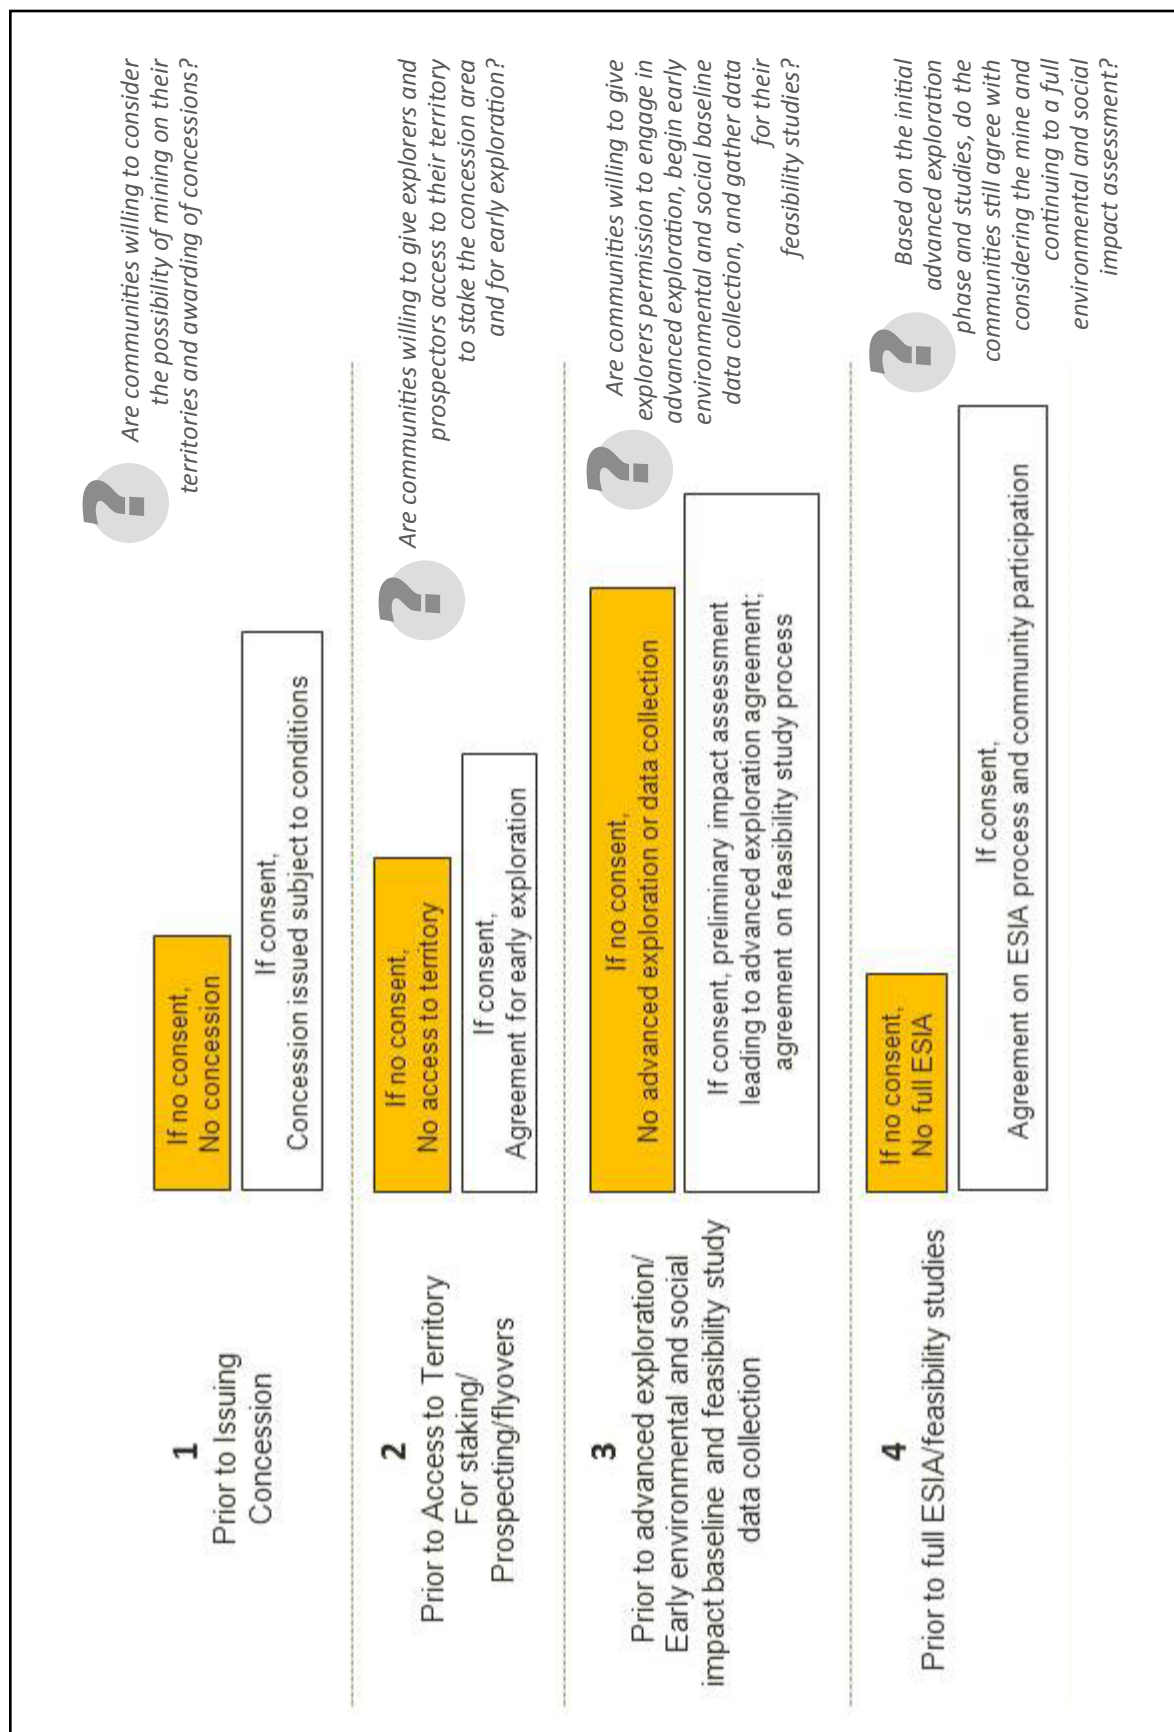 1
Prior to Issuing
Concession
If no consent,
No concession
If consent,
Concession issued subject to conditions
?
Are communities willing to consider
the possibility of mining on their
territories and awarding of concessions?
2
Prior to Access to Territory
For staking/
Prospecting/flyovers
If no consent,
No access to territory
If consent,
Agreement for early exploration
?
Are communities willing to give explorers and
prospectors access to their territory
to stake the concession area
and for early exploration?
3
Prior to advanced exploration/
Early environmental and social
impact baseline and feasibility study
data collection
If no consent,
No advanced exploration or data collection
If consent, preliminary impact assessment
leading to advanced exploration agreement;
agreement on feasibility study process
?
Are communities willing to give
explorers permission to engage in
advanced exploration, begin early
environmental and social baseline
data collection, and gather data
for their
feasibility studies?
4
Prior to full ESIA/feasibility studies
If no consent,
No full ESIA
If consent,
Agreement on ESIA process and community participation
?
Based on the initial
advanced exploration
phase and studies, do the
communities still agree with
considering the mine and
continuing to a full
environmental and social
impact assessment?